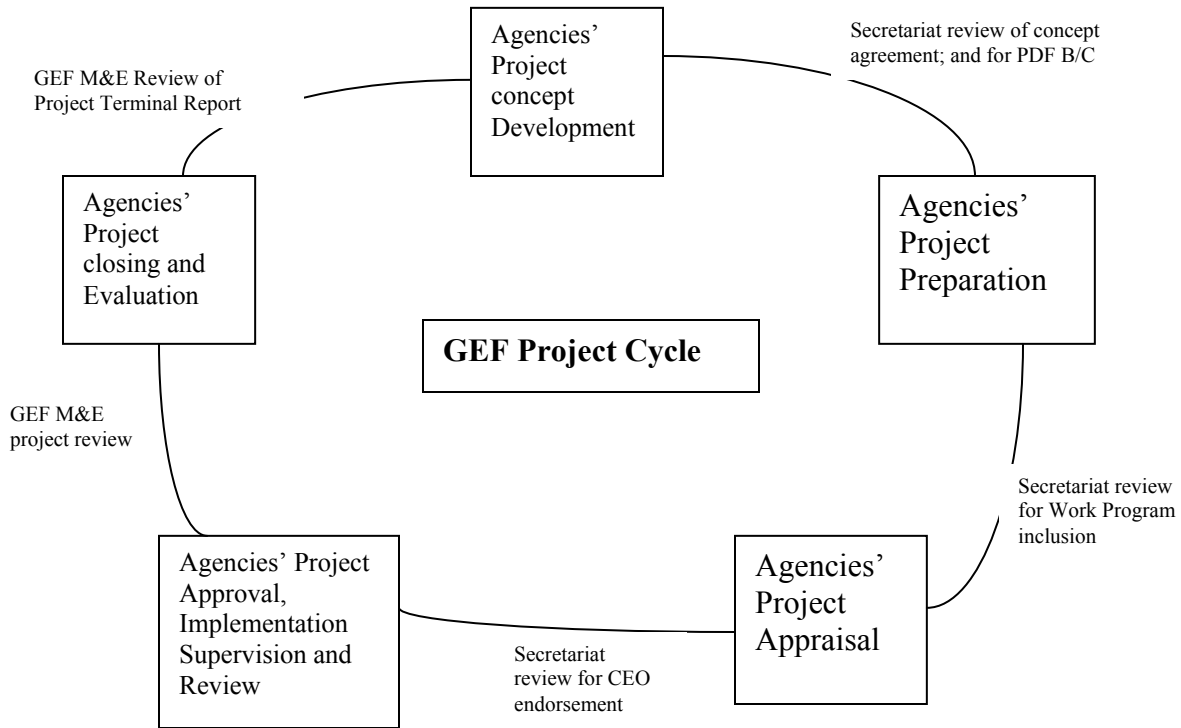 Agencies’
Project
concept
Development
Secretariat review of concept
agreement; and for PDF B/C
GEF M&E Review of
Project Terminal Report
Agencies’
Project
closing and
Evaluation
Agencies’
Project
Preparation
GEF Project Cycle
GEF M&E
project review
Secretariat review
for Work Program
inclusion
Agencies’ Project
Approval,
Implementation
Supervision and
Review
Agencies’
Project
Appraisal
Secretariat
review for CEO
endorsement